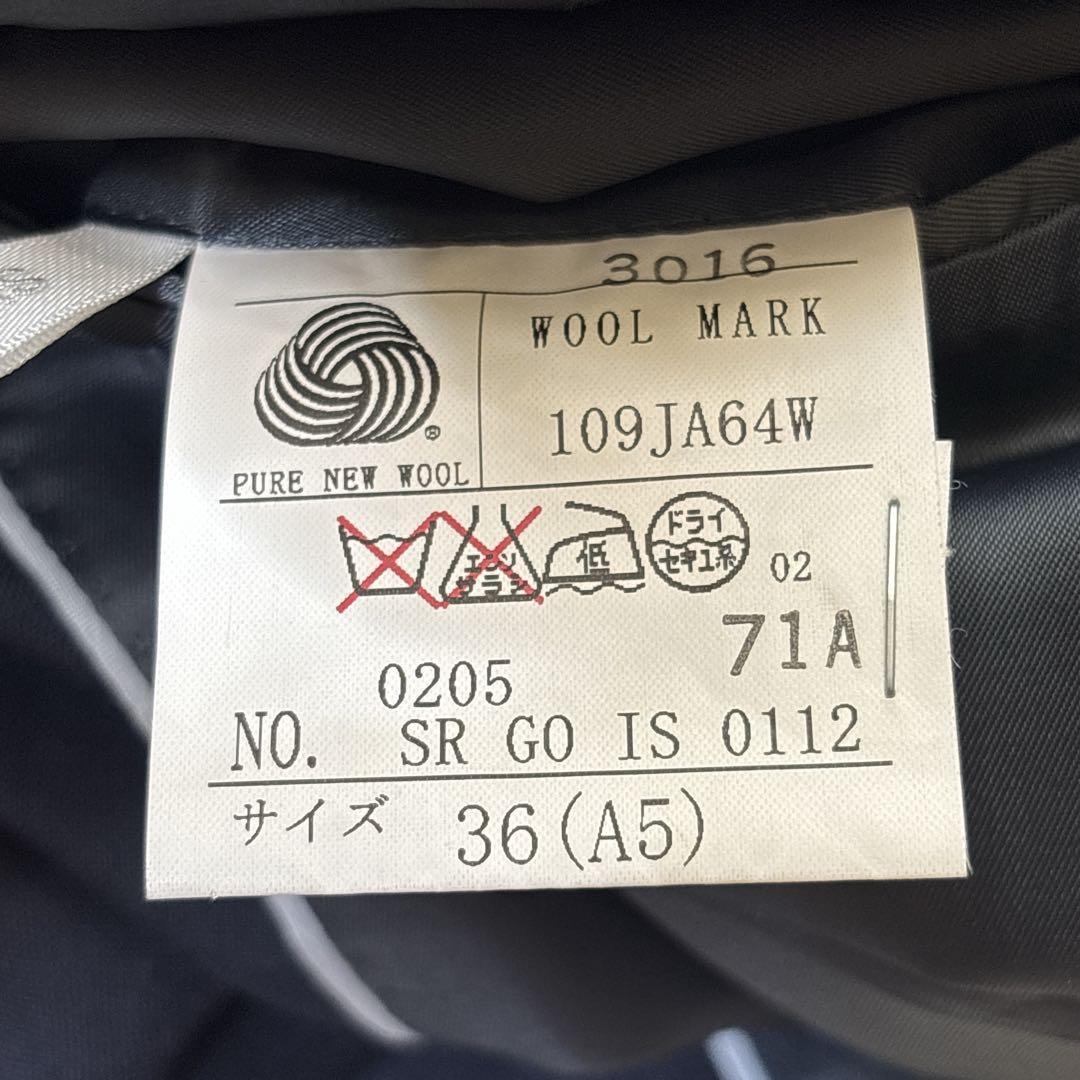 3016
WOOL MARK
109JA64W
®
PURE NEW WOOL
エンソ
サラシ
低
ドライ
セキユ系
02
71A
0205
NO. SR GO IS 0112
サイズ 36(A5)